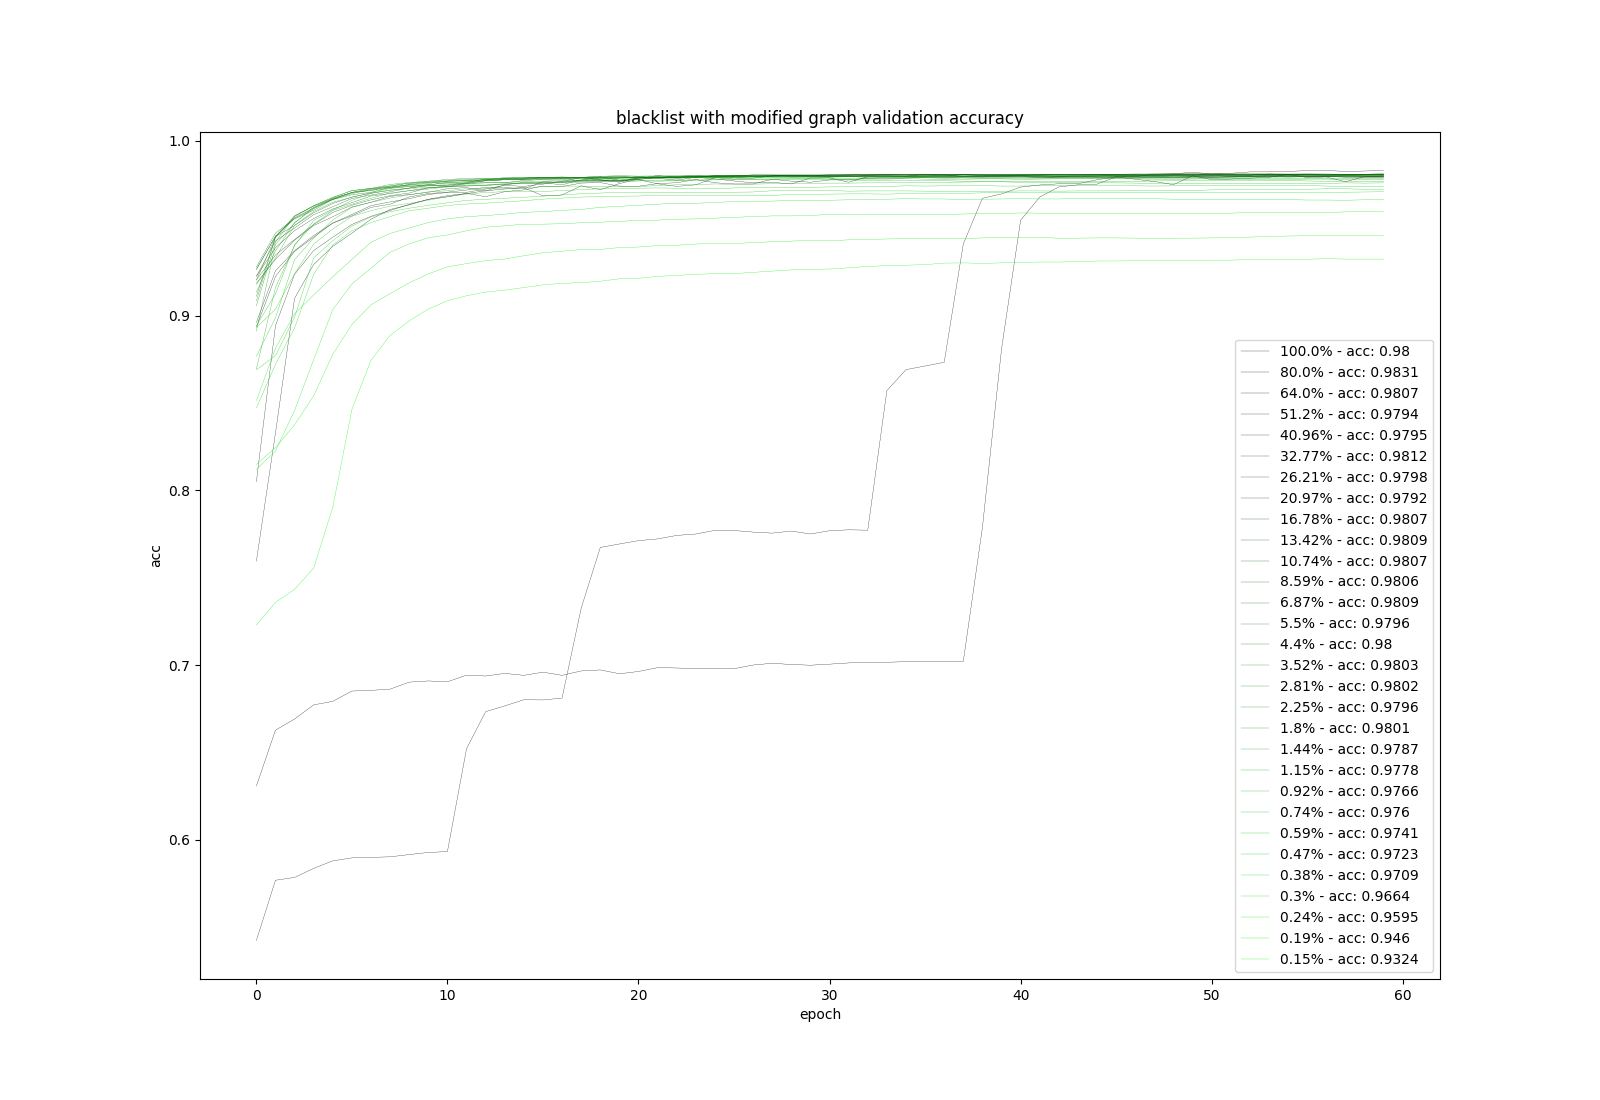 blacklist with modified graph validation accuracy
1.0
0.9
0.8
0.7
0.6
acc
0
10
20
30
40
50
60
epoch
100.0% - acc: 0.98
80.0% - acc: 0.9831
64.0% - acc: 0.9807
51.2% - acc: 0.9794
40.96% - acc: 0.9795
32.77% - acc: 0.9812
26.21% - acc: 0.9798
20.97% - acc: 0.9792
16.78% - acc: 0.9807
13.42% - acc: 0.9809
10.74% - acc: 0.9807
8.59% - acc: 0.9806
6.87% - acc: 0.9809
5.5% - acc: 0.9796
4.4% - acc: 0.98
3.52% - acc: 0.9803
2.81% - acc: 0.9802
2.25% - acc: 0.9796
1.8% - acc: 0.9801
1.44% - acc: 0.9787
1.15% - acc: 0.9778
0.92% - acc: 0.9766
0.74% - acc: 0.976
0.59% - acc: 0.9741
0.47% - acc: 0.9723
0.38% - acc: 0.9709
0.3% - acc: 0.9664
0.24% - acc: 0.9595
0.19% - acc: 0.946
0.15% - acc: 0.9324